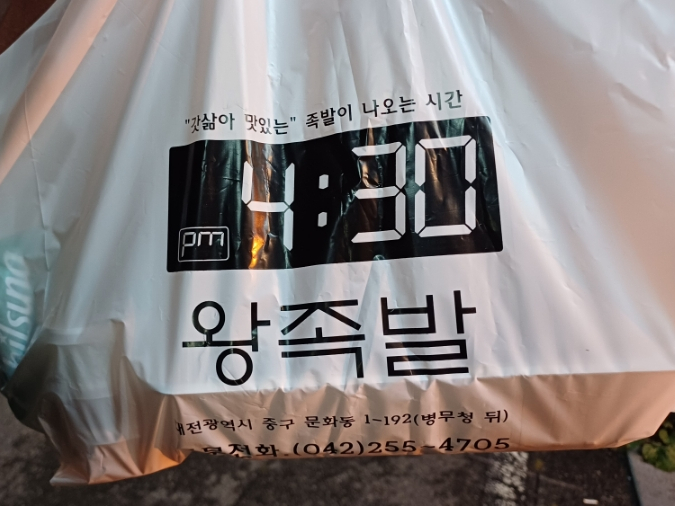 "갓삶아 맛있는" 족발이 나오는 시간
pm 4:30
왕족발
대전광역시 중구 문화동 1~192(병무청 뒤)
전화.(042)255~4705